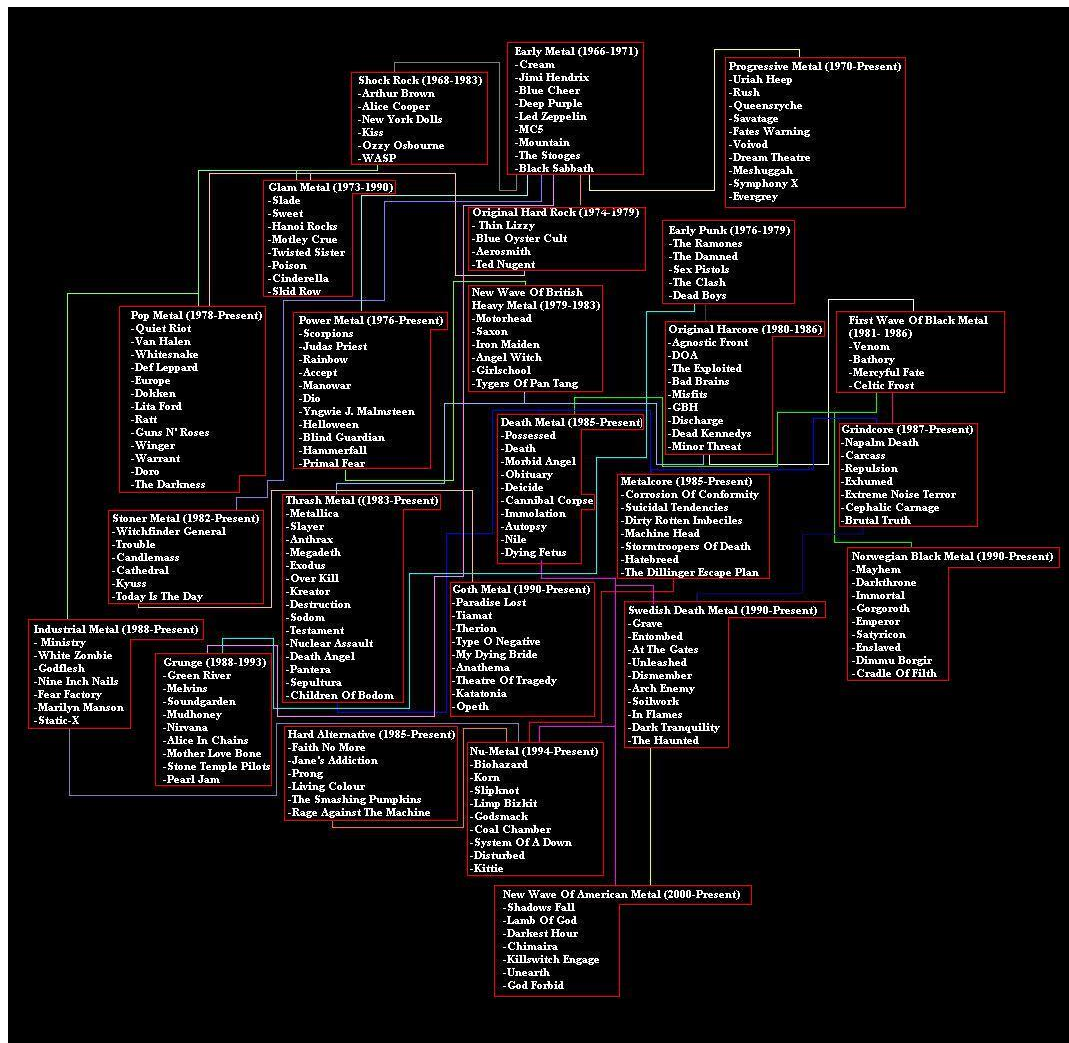 Early Metal (1966-1971)
-Cream
-Jimi Hendrix
-Blue Cheer
-Deep Purple
-Led Zeppelin
-MC5
-Mountain
-The Stooges
-Black Sabbath
Shock Rock (1968-1983)
-Arthur Brown
-Alice Cooper
-New York Dolls
-Kiss
-Ozzy Osbourne
-WASP
Progressive Metal (1970-Present)
-Uriah Heep
-Rush
-Queensryche
-Savatage
-Fates Warning
-Voivod
-Dream Theatre
-Meshuggah
-Symphony X
-Evergrey
Glam Metal (1973-1990)
-Slade
-Sweet
-Hanoi Rocks
-Motley Crue
-Twisted Sister
-Poison
-Cinderella
-Skid Row
Original Hard Rock (1974-1979)
- Thin Lizzy
-Blue Oyster Cult
-Aerosmith
-Ted Nugent
Early Punk (1976-1979)
-The Ramones
-The Damned
-Sex Pistols
-The Clash
-Dead Boys
New Wave Of British
Heavy Metal (1979-1983)
-Motorhead
-Saxon
-Iron Maiden
-Angel Witch
-Girlschool
-Tygers Of Pan Tang
Pop Metal (1978-Present)
-Quiet Riot
-Van Halen
-Whitesnake
-Def Leppard
-Europe
-Dokken
-Lita Ford
-Ratt
-Guns N' Roses
-Winger
-Warrant
-Doro
-The Darkness
Power Metal (1976-Present)
-Scorpions
-Judas Priest
-Rainbow
-Accept
-Manowar
-Dio
-Yngwie J. Malmsteen
-Helloween
-Blind Guardian
-Hammerfall
-Primal Fear
Original Harcore (1980-1986)
-Agnostic Front
-DOA
-The Exploited
-Bad Brains
-Misfits
-GBH
-Discharge
-Dead Kennedys
-Minor Threat
First Wave Of Black Metal
(1981- 1986)
-Venom
-Bathory
-Mercyful Fate
-Celtic Frost
Death Metal (1985-Present)
-Possessed
-Death
-Morbid Angel
-Obituary
-Deicide
-Cannibal Corpse
-Immolation
-Autopsy
-Nile
-Dying Fetus
Grindcore (1987-Present)
-Napalm Death
-Carcass
-Repulsion
-Exhumed
-Extreme Noise Terror
-Cephalic Carnage
-Brutal Truth
Metalcore (1985-Present)
-Corrosion Of Conformity
-Suicidal Tendencies
-Dirty Rotten Imbeciles
-Machine Head
-Stormtroopers Of Death
-Hatebreed
-The Dillinger Escape Plan
Thrash Metal ((1983-Present)
-Metallica
-Slayer
-Anthrax
-Megadeth
-Exodus
-Over Kill
-Kreator
-Destruction
-Sodom
-Testament
-Nuclear Assault
-Death Angel
-Pantera
-Sepultura
-Children Of Bodom
Stoner Metal (1982-Present)
-Witchfinder General
-Trouble
-Candlemass
-Cathedral
-Kyuss
-Today Is The Day
Norwegian Black Metal (1990-Present)
-Mayhem
-Darkthrone
-Immortal
-Gorgoroth
-Emperor
-Satyricon
-Enslaved
-Dimmu Borgir
-Cradle Of Filth
Goth Metal (1990-Present)
-Paradise Lost
-Tiamat
-Therion
-Type O Negative
-My Dying Bride
-Anathema
-Theatre Of Tragedy
-Katatonia
-Opeth
Swedish Death Metal (1990-Present)
-Grave
-Entombed
-At The Gates
-Unleashed
-Dismember
-Arch Enemy
-Soilwork
-In Flames
-Dark Tranquility
-The Haunted
Industrial Metal (1988-Present)
- Ministry
-White Zombie
-Godflesh
-Nine Inch Nails
-Fear Factory
-Marilyn Manson
-Static-X
Grunge (1988-1993)
-Green River
-Melvins
-Soundgarden
-Mudhoney
-Nirvana
-Alice In Chains
-Mother Love Bone
-Stone Temple Pilots
-Pearl Jam
Hard Alternative (1985-Present)
-Faith No More
-Jane's Addiction
-Prong
-Living Colour
-The Smashing Pumpkins
-Rage Against The Machine
Nu-Metal (1994-Present)
-Biohazard
-Korn
-Slipknot
-Limp Bizkit
-Godsmack
-Coal Chamber
-System Of A Down
-Disturbed
-Kittie
New Wave Of American Metal (2000-Present)
-Shadows Fall
-Lamb Of God
-Darkest Hour
-Chimaira
-Killswitch Engage
-Unearth
-God Forbid